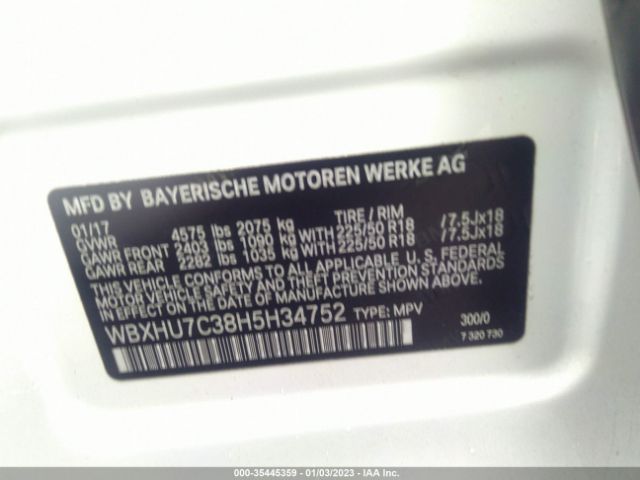 MFD BY BAYERISCHE MOTOREN WERKE AG
01/17 TIRE / RIM
GVWR 4575 lbs 2075 kg
GAWR FRONT 2403 lbs 1090 kg WITH 225/50 R18 /7.5Jx18
GAWR REAR 2282 lbs 1035 kg WITH 225/50 R18 /7.5Jx18
THIS VEHICLE CONFORMS TO ALL APPLICABLE U. S. FEDERAL
MOTOR VEHICLE SAFETY AND THEFT PREVENTION STANDARDS
IN EFFECT ON THE DATE OF MANUFACTURE SHOWN ABOVE.
WBXHU7C38H5H34752 TYPE: MPV 300/0
7 320 730
000-35445359 - 01/03/2023 - IAA Inc.